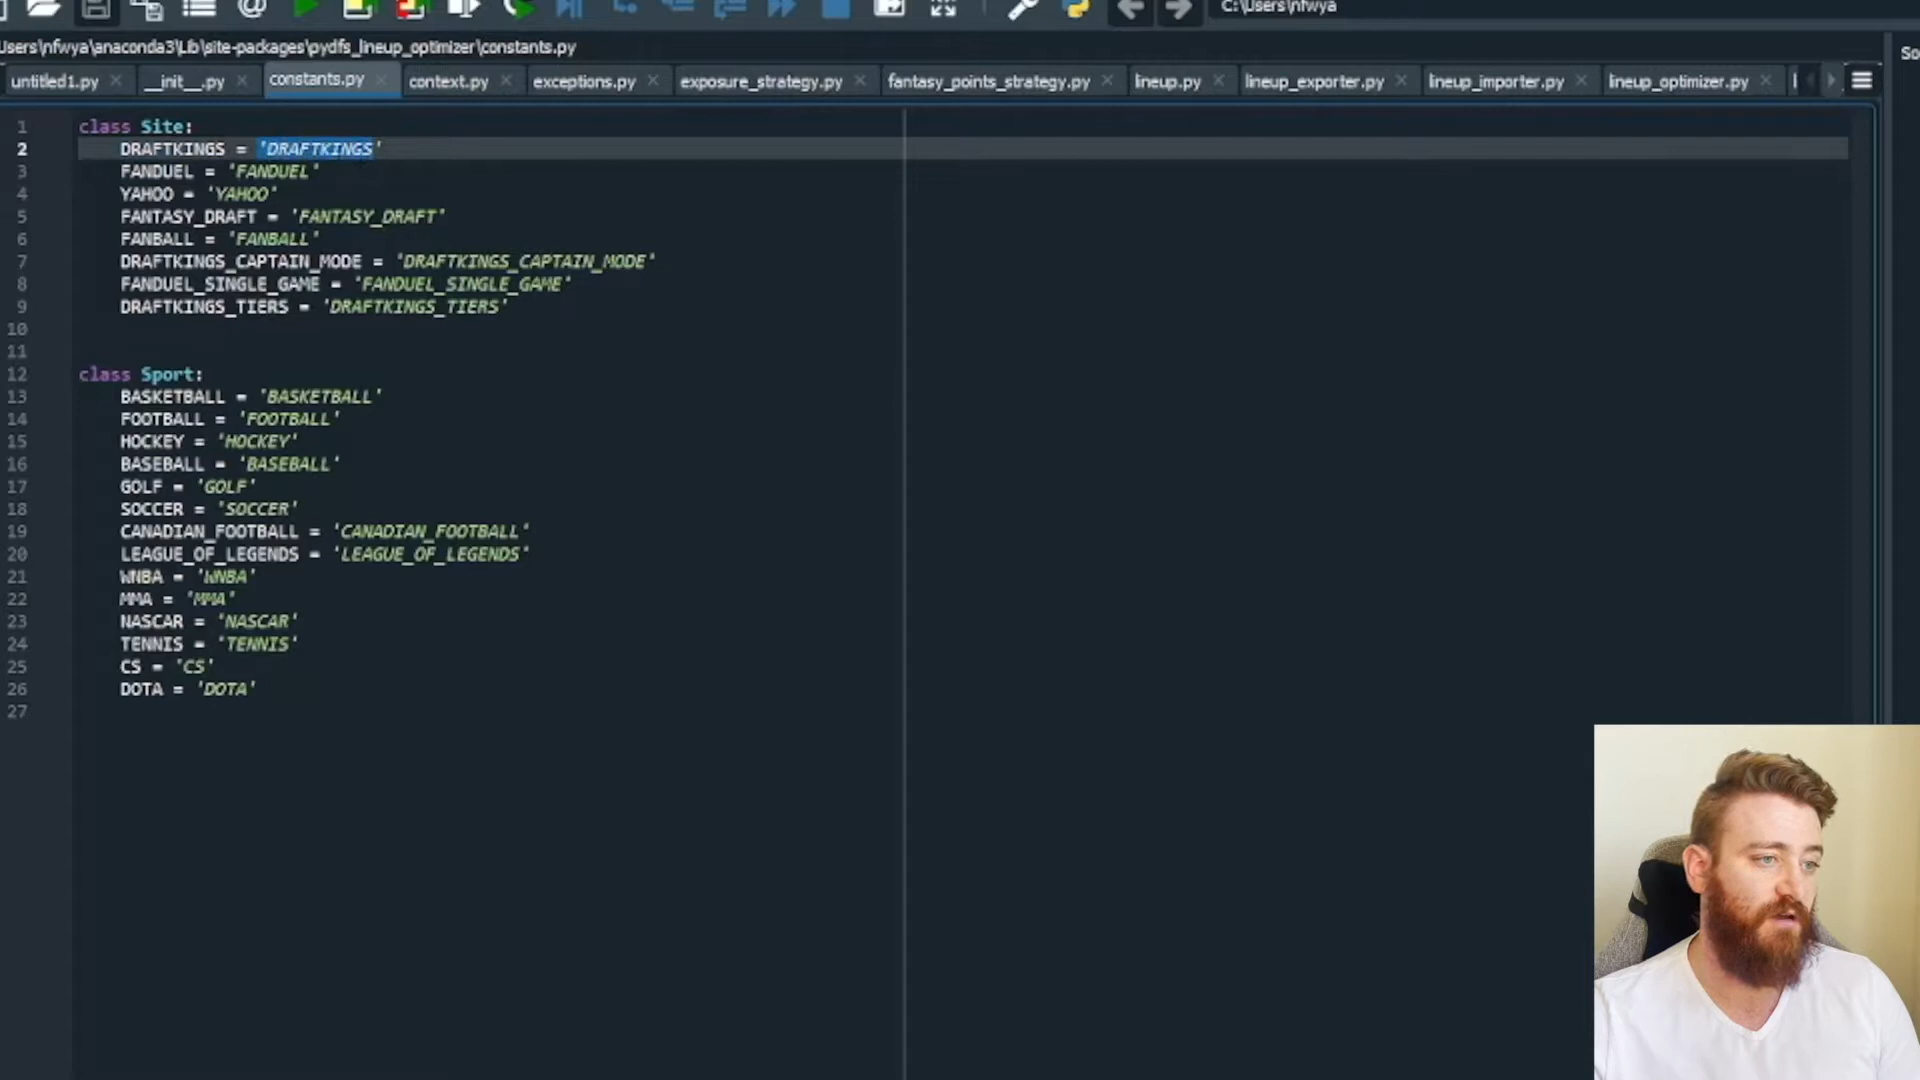 C:\Users\nfwya
Users\nfwya\anaconda3\Lib\site-packages\pydfs_lineup_optimizer\constants.py
So
untitled1.py
__init__.py
constants.py
context.py
exceptions.py
exposure_strategy.py
fantasy_points_strategy.py
lineup.py
lineup_exporter.py
lineup_importer.py
lineup_optimizer.py
1 class Site:
2 DRAFTKINGS = 'DRAFTKINGS'
3 FANDUEL = 'FANDUEL'
4 YAHOO = 'YAHOO'
5 FANTASY_DRAFT = 'FANTASY_DRAFT'
6 FANBALL = 'FANBALL'
7 DRAFTKINGS_CAPTAIN_MODE = 'DRAFTKINGS_CAPTAIN_MODE'
8 FANDUEL_SINGLE_GAME = 'FANDUEL_SINGLE_GAME'
9 DRAFTKINGS_TIERS = 'DRAFTKINGS_TIERS'
10
11
12 class Sport:
13 BASKETBALL = 'BASKETBALL'
14 FOOTBALL = 'FOOTBALL'
15 HOCKEY = 'HOCKEY'
16 BASEBALL = 'BASEBALL'
17 GOLF = 'GOLF'
18 SOCCER = 'SOCCER'
19 CANADIAN_FOOTBALL = 'CANADIAN_FOOTBALL'
20 LEAGUE_OF_LEGENDS = 'LEAGUE_OF_LEGENDS'
21 WNBA = 'WNBA'
22 MMA = 'MMA'
23 NASCAR = 'NASCAR'
24 TENNIS = 'TENNIS'
25 CS = 'CS'
26 DOTA = 'DOTA'
27